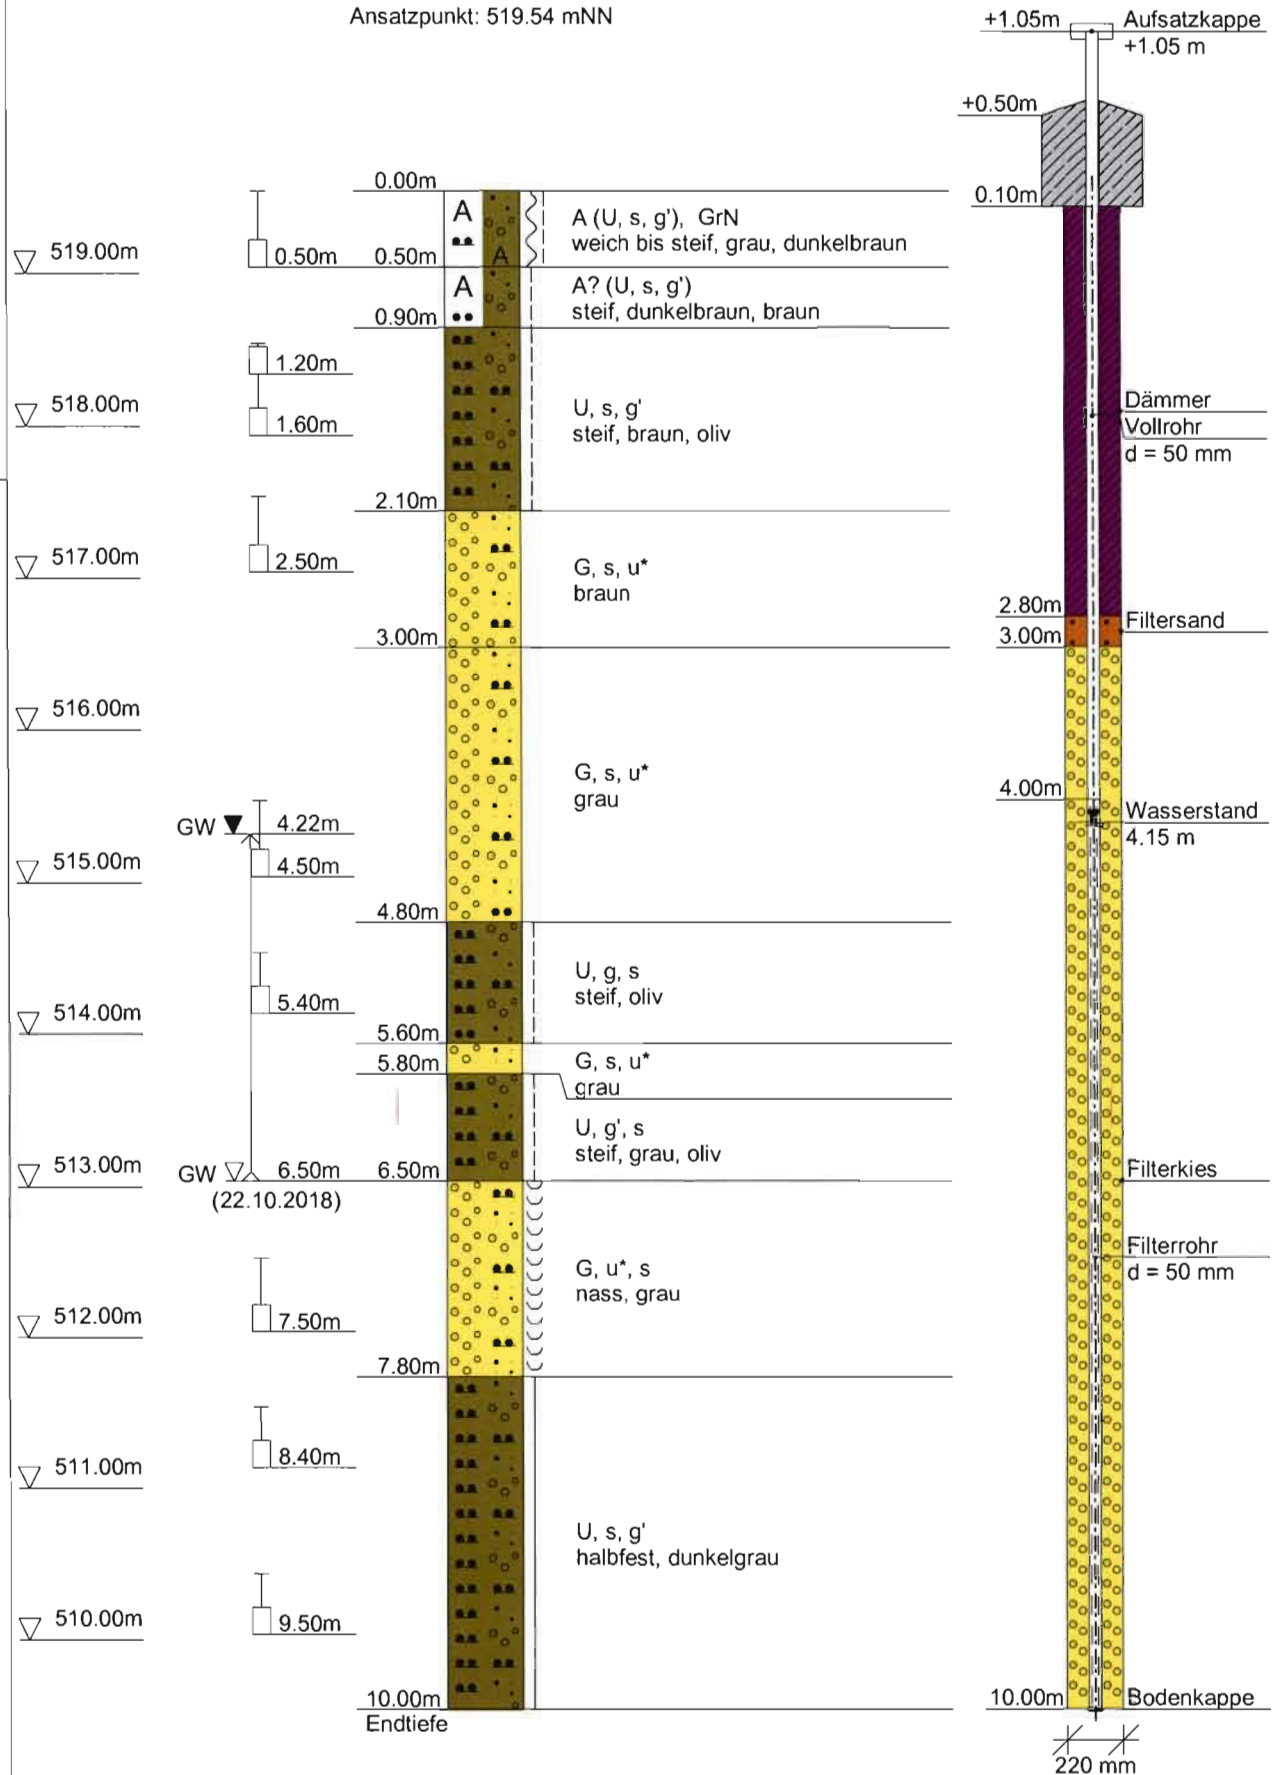 Ansatzpunkt: 519.54 mNN
+1.05m
Aufsatzkappe
+1.05 m
+0.50m
0.10m
0.00m
A
A (U, s, g'), GrN
weich bis steif, grau, dunkelbraun
519.00m
0.50m
0.50m
A
A
A? (U, s, g')
steif, dunkelbraun, braun
0.90m
1.20m
518.00m
1.60m
U, s, g'
steif, braun, oliv
Dämmer
Vollrohr
d = 50 mm
2.10m
517.00m
2.50m
G, s, u*
braun
2.80m
3.00m
Filtersand
3.00m
516.00m
G, s, u*
grau
4.00m
Wasserstand
4.15 m
GW
4.22m
515.00m
4.50m
4.80m
U, g, s
steif, oliv
514.00m
5.40m
5.60m
5.80m
G, s, u*
grau
U, g', s
steif, grau, oliv
513.00m
GW
6.50m
6.50m
(22.10.2018)
Filterkies
Filterrohr
d = 50 mm
G, u*, s
nass, grau
512.00m
7.50m
7.80m
511.00m
8.40m
U, s, g'
halbfest, dunkelgrau
510.00m
9.50m
10.00m
Endtiefe
10.00m
Bodenkappe
220 mm